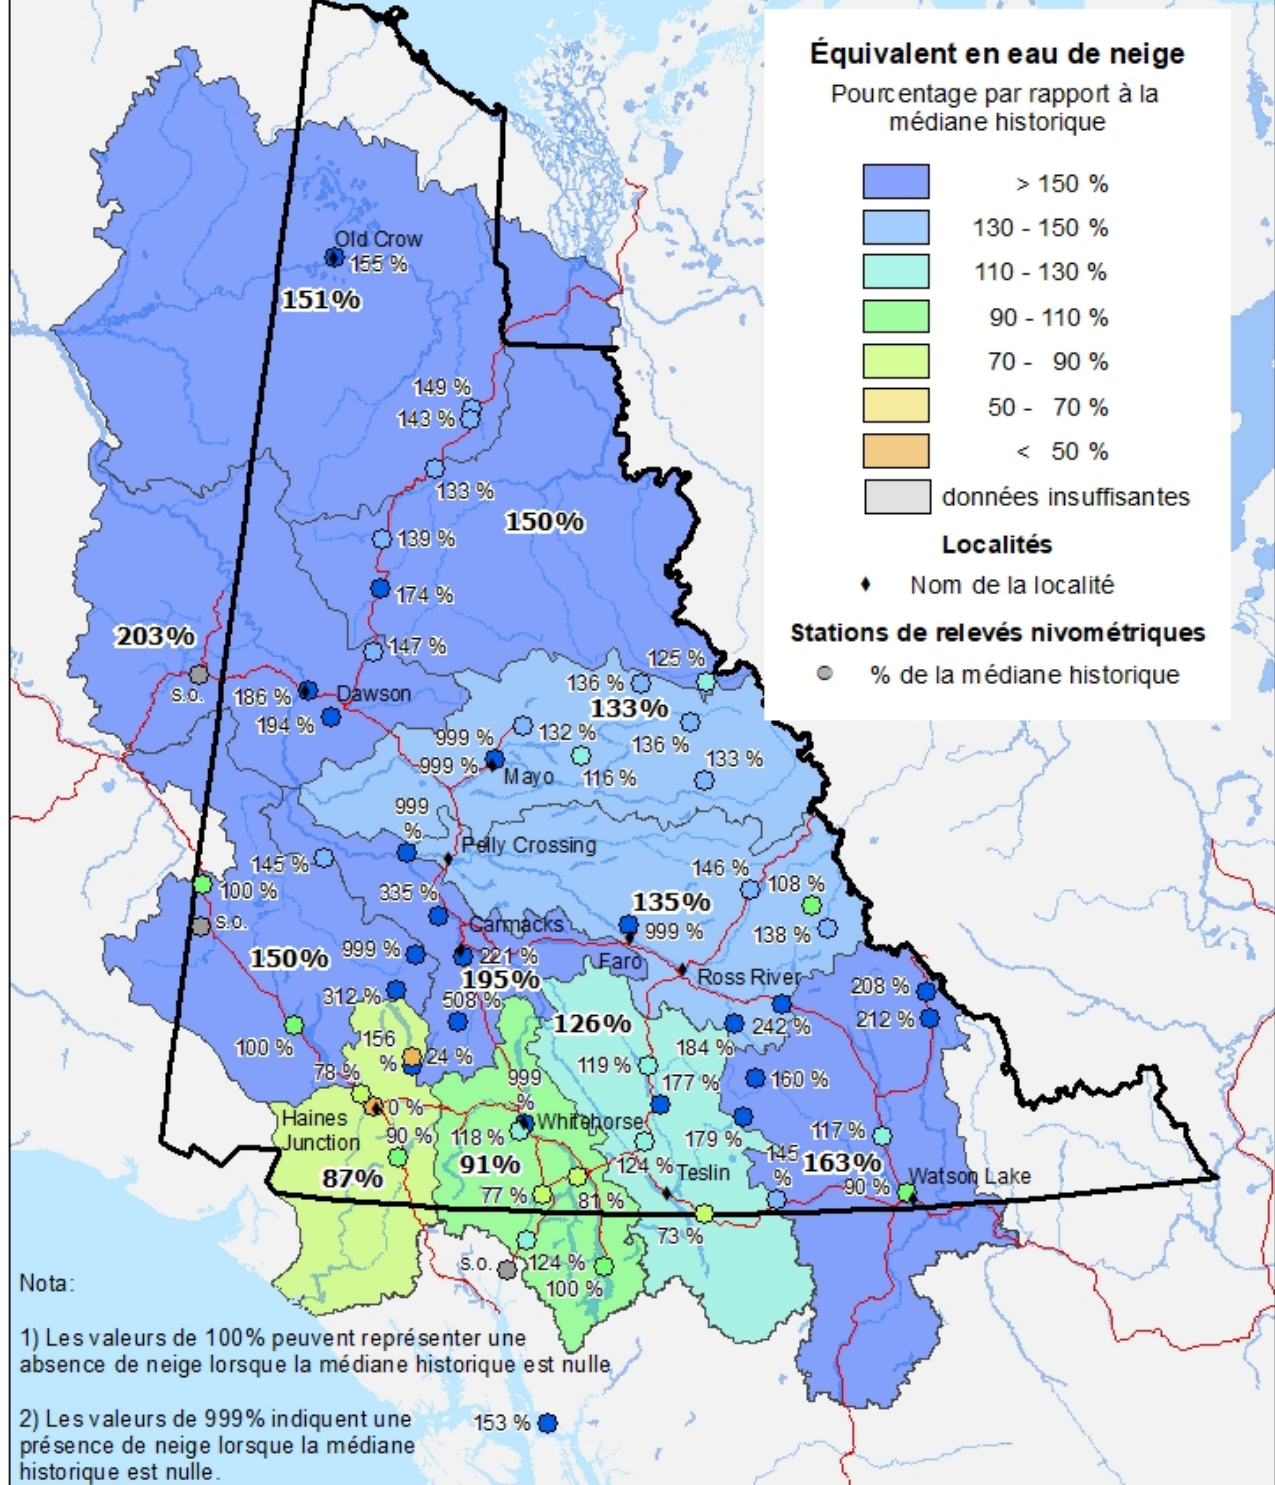 Équivalent en eau de neige
Pourcentage par rapport à la
médiane historique
> 150 %
130 - 150 %
110 - 130 %
90 - 110 %
70 - 90 %
50 - 70 %
< 50 %
données insuffisantes
Localités
Nom de la localité
Stations de relevés nivométriques
% de la médiane historique
Old Crow
155 %
151%
149 %
143 %
133 %
150%
139 %
174 %
203%
147 %
125 %
s.o.
186 %
Dawson
136 %
133%
194 %
999 %
132 %
136 %
133 %
999 %
Mayo
116 %
999
%
Pelly Crossing
145 %
146 %
108 %
100 %
335 %
135%
s.o.
Carmacks
999 %
138 %
150%
999 %
221 %
Faro
195%
Ross River
312 %
508 %
208 %
126%
242 %
212 %
100 %
156
%
24 %
184 %
119 %
78 %
999
%
177 %
160 %
0 %
Haines
Junction
90 %
118 %
Whitehorse
179 %
117 %
87%
91%
124 %
Teslin
145
%
163%
90 %
Watson Lake
77 %
81 %
73 %
s.o.
124 %
100 %
Nota:
1) Les valeurs de 100% peuvent représenter une
absence de neige lorsque la médiane historique est nulle
2) Les valeurs de 999% indiquent une
présence de neige lorsque la médiane
historique est nulle.
153 %